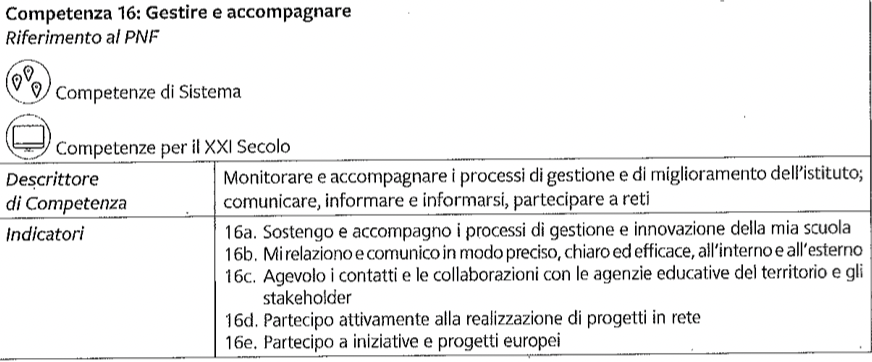 Competenza 16: Gestire e accompagnare
Riferimento al PNF
Competenze di Sistema
Competenze per il XXI Secolo
Descrittore
di Competenza
Monitorare e accompagnare i processi di gestione e di miglioramento dell'istituto;
comunicare, informare e informarsi, partecipare a reti
Indicatori
16a. Sostengo e accompagno i processi di gestione e innovazione della mia scuola
16b. Mi relaziono e comunico in modo preciso, chiaro ed efficace, all'interno e all'esterno
16c. Agevolo i contatti e le collaborazioni con le agenzie educative del territorio e gli
stakeholder
16d. Partecipo attivamente alla realizzazione di progetti in rete
16e. Partecipo a iniziative e progetti europei